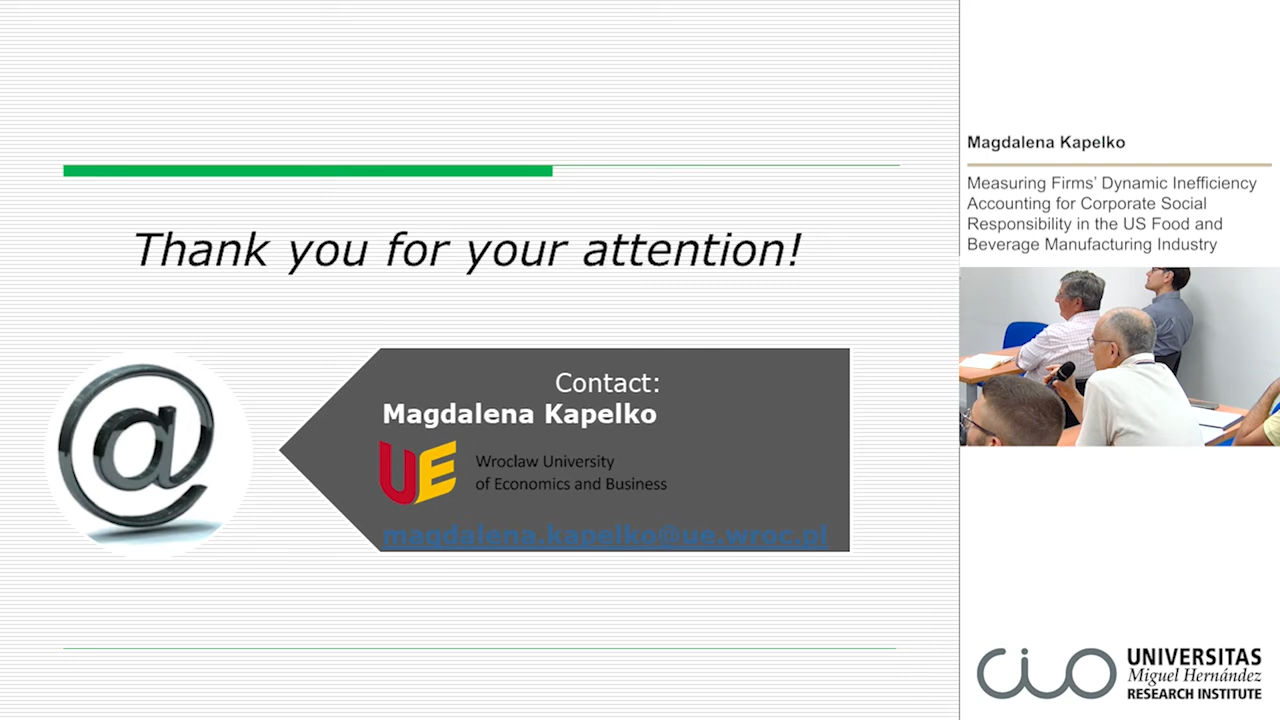 Thank you for your attention!
@
Contact:
Magdalena Kapelko
UE
Wroclaw University
of Economics and Business
magdalena.kapelko@ue.wroc.pl
Magdalena Kapelko
Measuring Firms' Dynamic Inefficiency
Accounting for Corporate Social
Responsibility in the US Food and
Beverage Manufacturing Industry
cio
UNIVERSITAS
Miguel Hernández
RESEARCH INSTITUTE